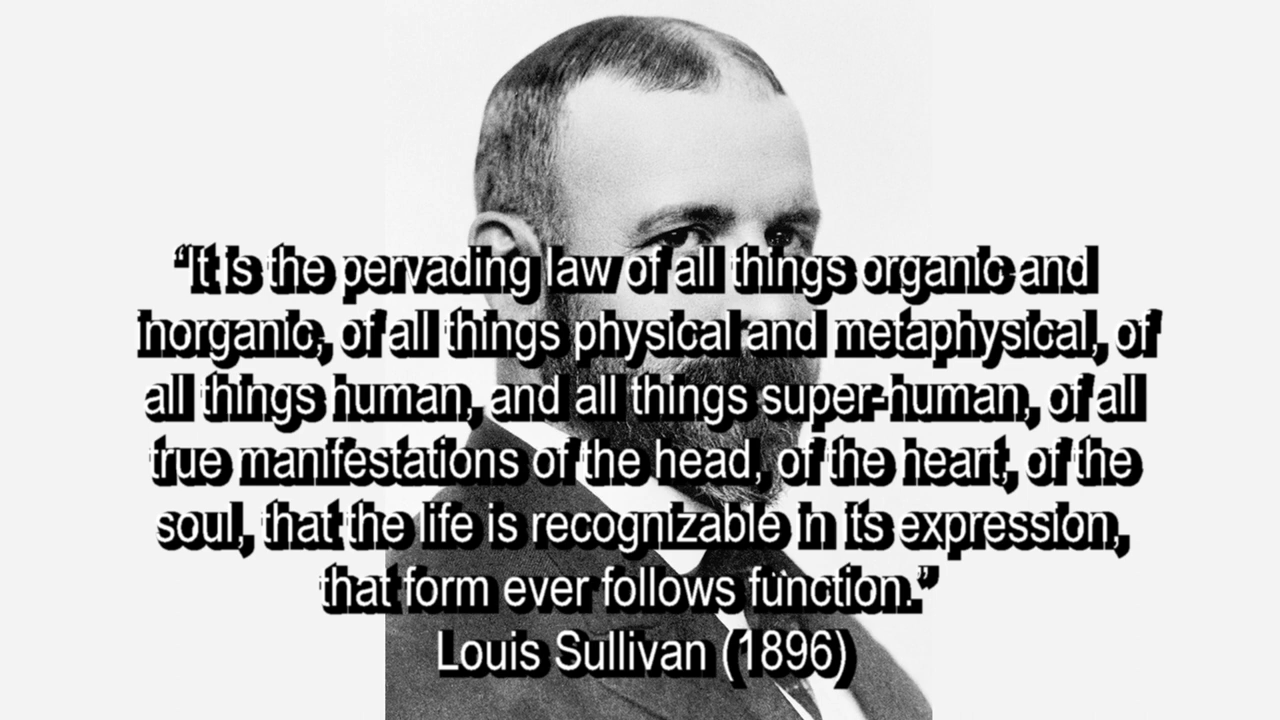 “It is the pervading law of all things organic and
inorganic, of all things physical and metaphysical, of
all things human, and all things super-human, of all
true manifestations of the head, of the heart, of the
soul, that the life is recognizable in its expression,
that form ever follows function.”
Louis Sullivan (1896)